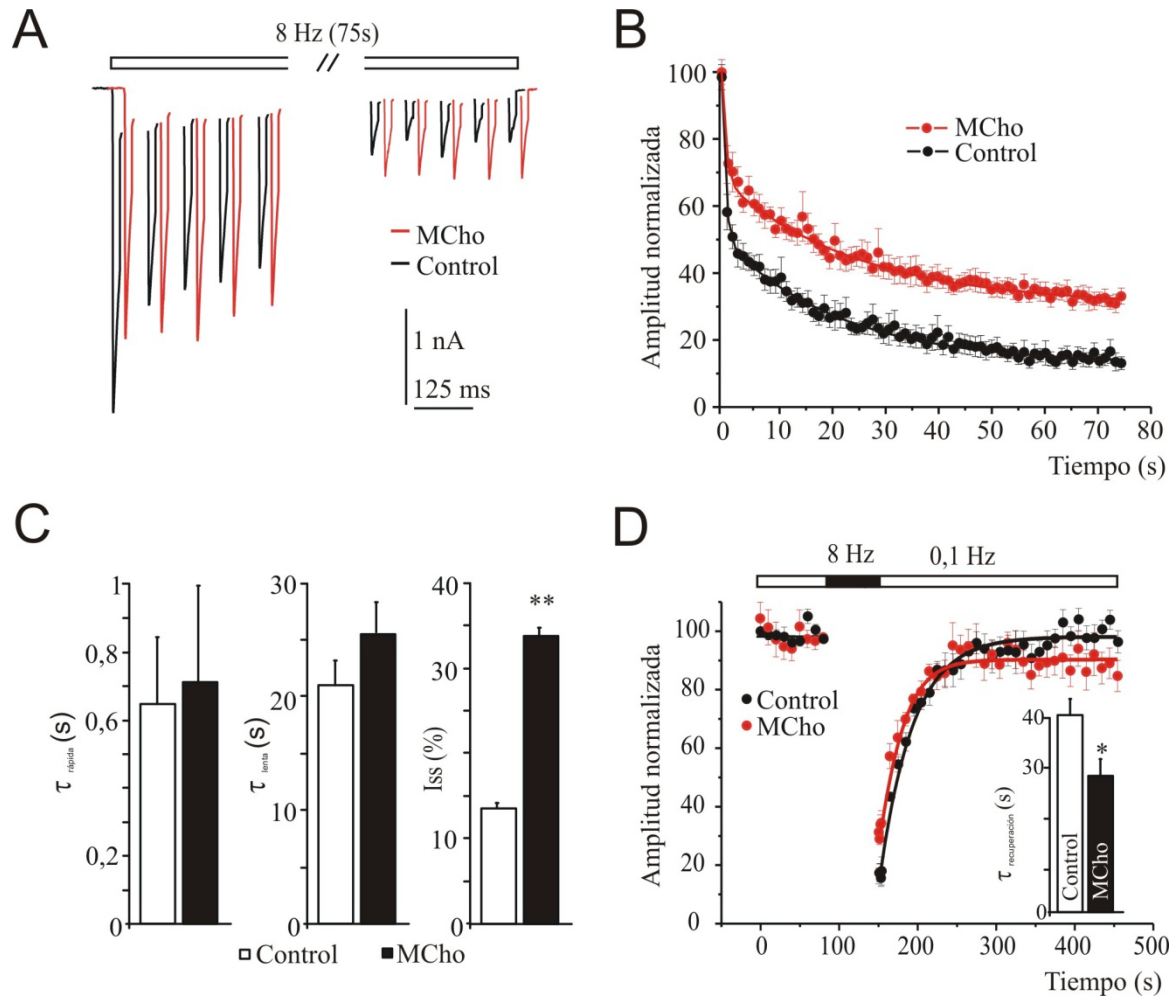 A
8 Hz (75s)
MCho
Control
1 nA
125 ms
B
Amplitud normalizada
100
80
60
40
20
0
MCho
Control
0
10
20
30
40
50
60
70
80
Tiempo (s)
C
τ rápida (s)
1
0,8
0,6
0,2
0
τ lenta (s)
30
20
10
0
Iss (%)
40
30
10
0
**
Control
MCho
D
8 Hz
0,1 Hz
Amplitud normalizada
100
80
60
40
20
0
Control
MCho
τ recuperación (s)
40
30
0
*
Control
MCho
0
100
200
300
400
500
Tiempo (s)